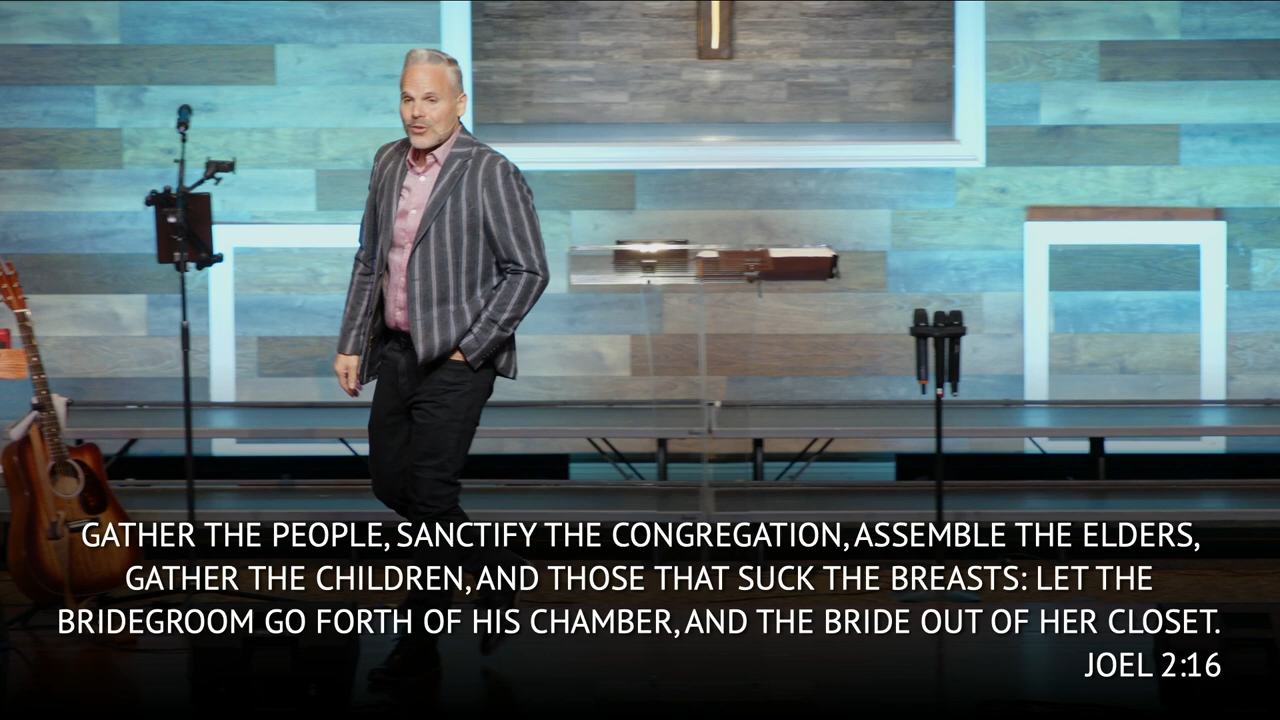 GATHER THE PEOPLE, SANCTIFY THE CONGREGATION, ASSEMBLE THE ELDERS,
GATHER THE CHILDREN, AND THOSE THAT SUCK THE BREASTS: LET THE
BRIDEGROOM GO FORTH OF HIS CHAMBER, AND THE BRIDE OUT OF HER CLOSET.
JOEL 2:16